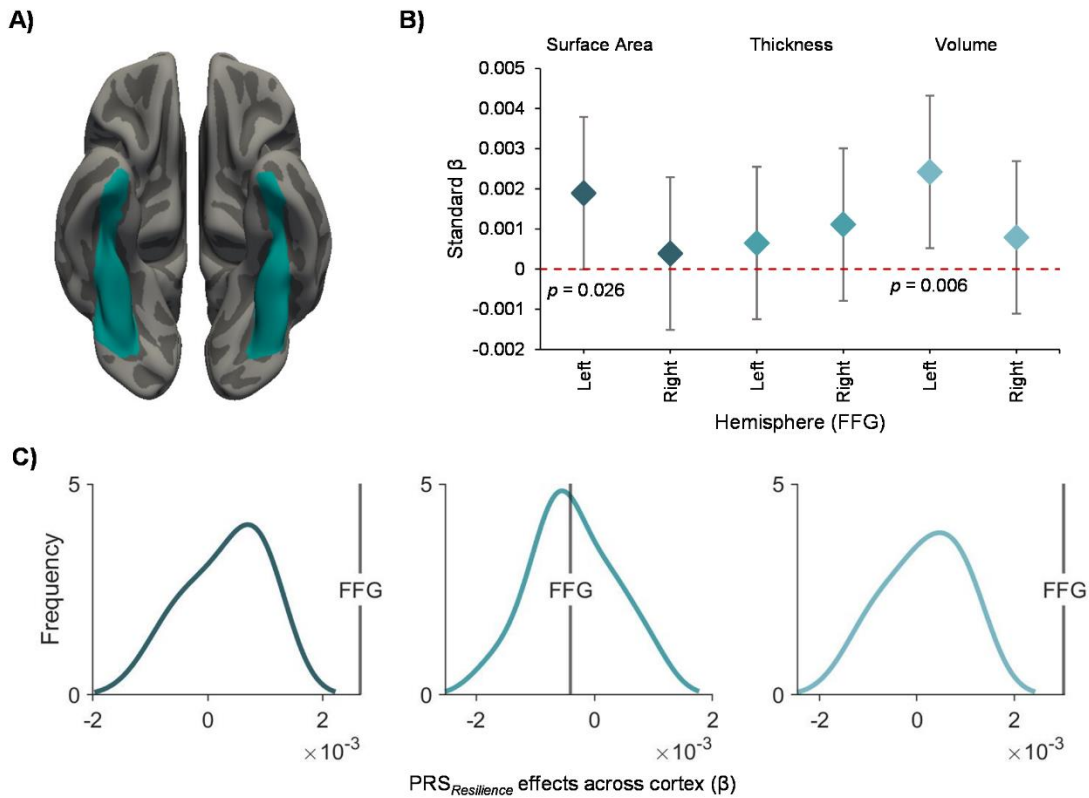 A)
B)
Surface Area Thickness Volume
0.005
0.004
0.003
0.002
0.001
0
-0.001
-0.002
Standard β
p = 0.026
p = 0.006
Left Right Left Right Left Right
Hemisphere (FFG)
C)
Frequency
5
0
-2 0 2
×10-3
FFG
5
0
-2 0 2
×10-3
FFG
5
0
-2 0 2
×10-3
FFG
PRSResilience effects across cortex (β)